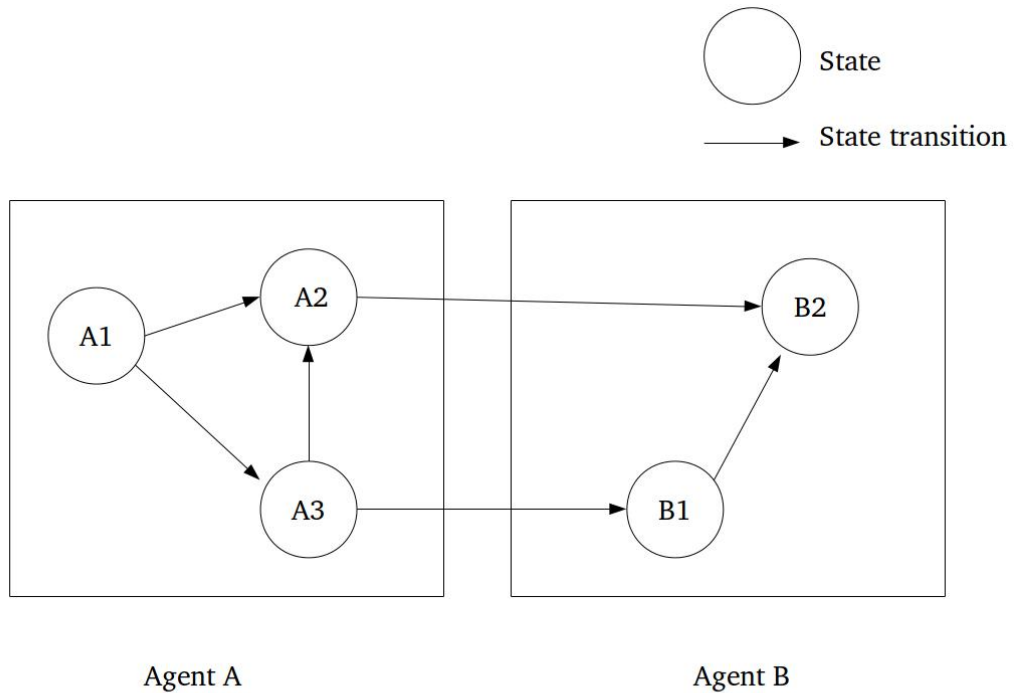 State
State transition
A1
A2
A3
B1
B2
Agent A
Agent B